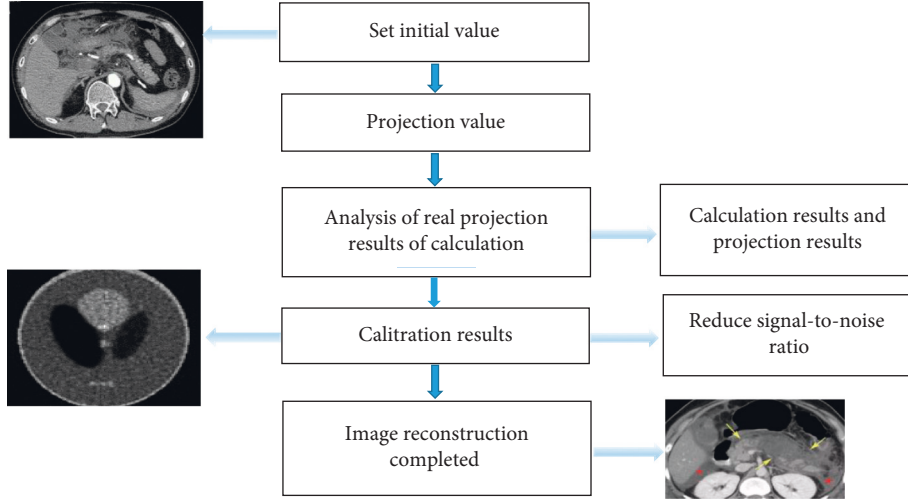 Set initial value
Projection value
Analysis of real projection
results of calculation
Calculation results and
projection results
Calitration results
Reduce signal-to-noise
ratio
Image reconstruction
completed